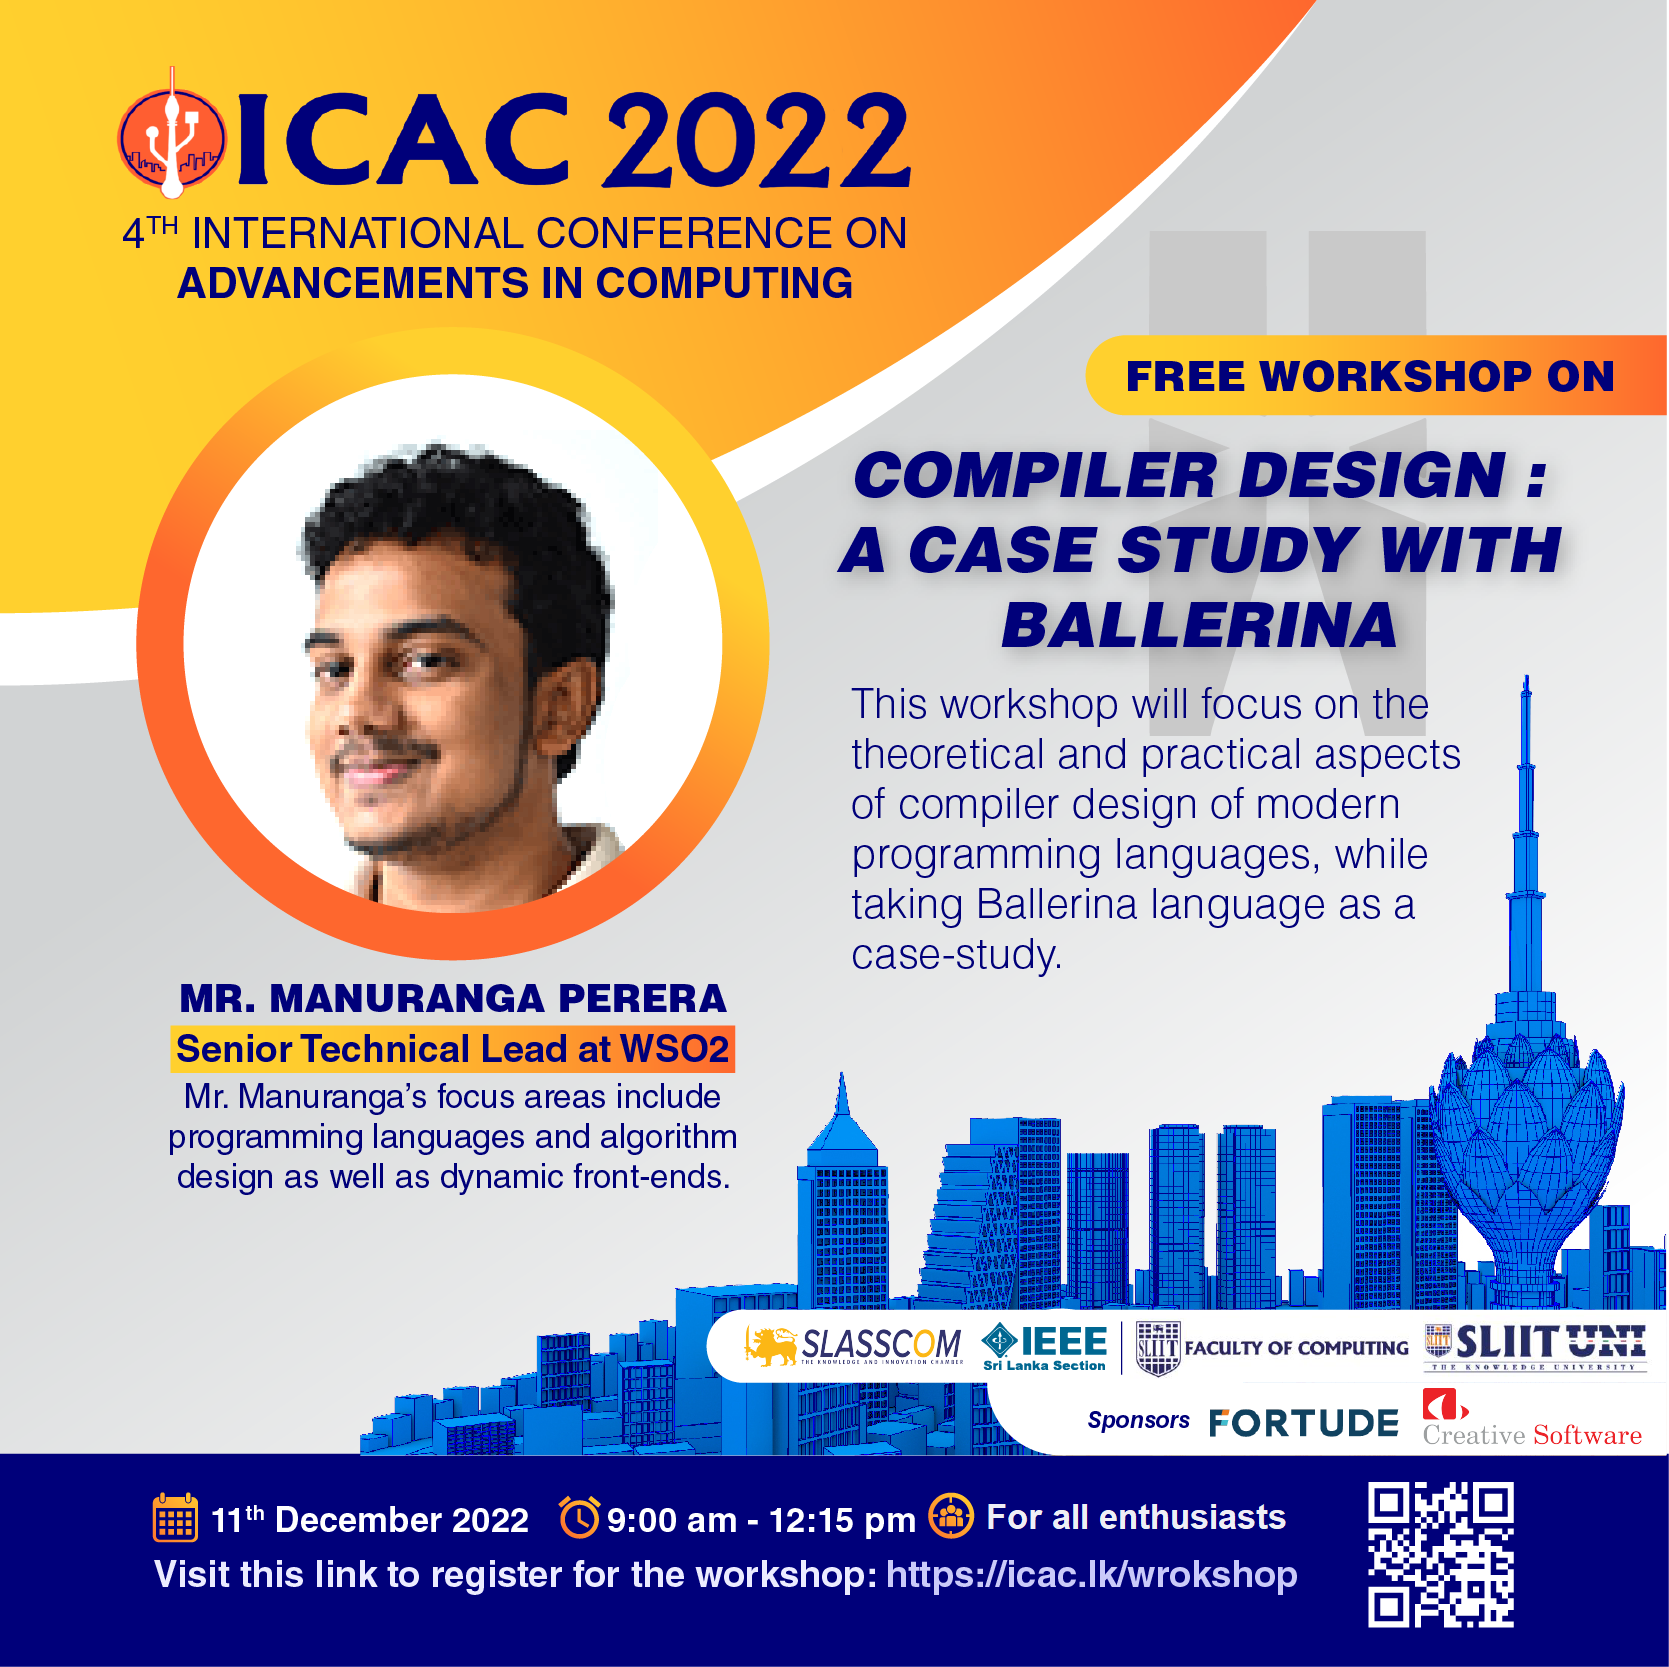 ICAC 2022
4TH INTERNATIONAL CONFERENCE ON
ADVANCEMENTS IN COMPUTING
FREE WORKSHOP ON
COMPILER DESIGN :
A CASE STUDY WITH
BALLERINA
This workshop will focus on the
theoretical and practical aspects
of compiler design of modern
programming languages, while
taking Ballerina language as a
case-study.
MR. MANURANGA PERERA
Senior Technical Lead at WSO2
Mr. Manuranga’s focus areas include
programming languages and algorithm
design as well as dynamic front-ends.
SLASSCOM
THE KNOWLEDGE AND INNOVATION CHAMBER
IEEE
Sri Lanka Section
SLIIT
FACULTY OF COMPUTING
SLIIT
SLIIT UNI
THE KNOWLEDGE UNIVERSITY
Sponsors
FORTUDE
Creative Software
11th December 2022
9:00 am - 12:15 pm
For all enthusiasts
Visit this link to register for the workshop: https://icac.lk/wrokshop